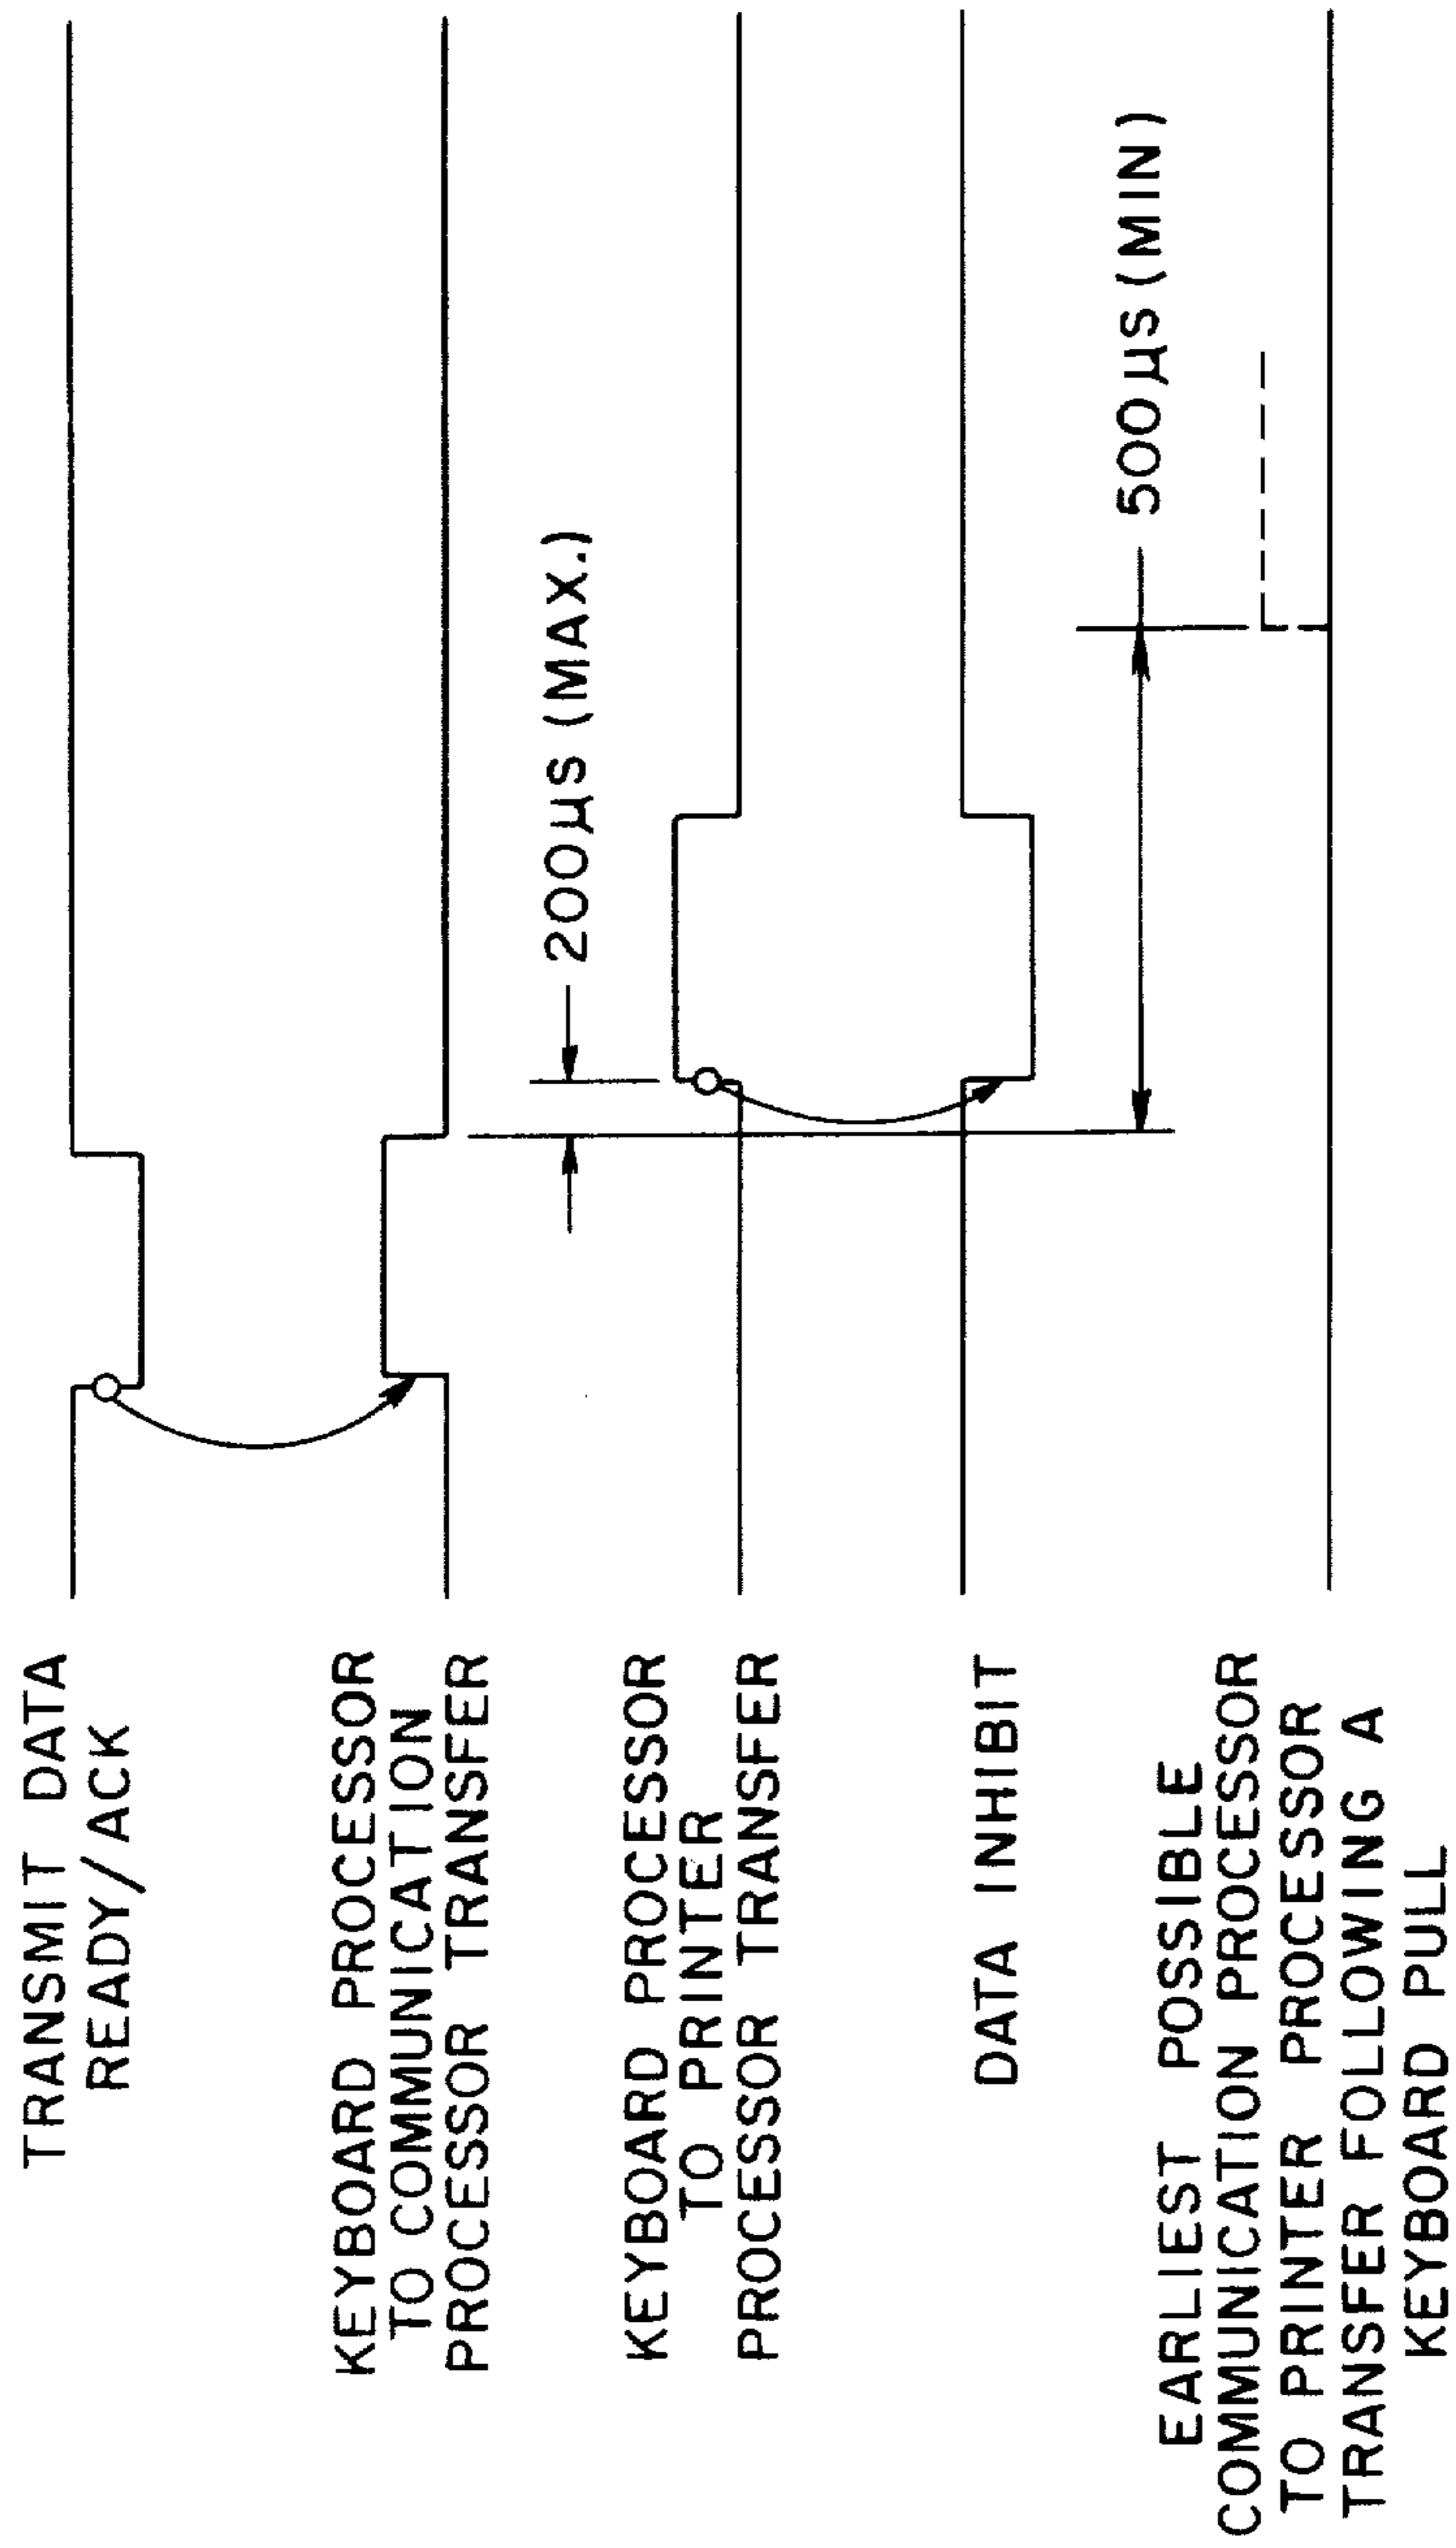 TRANSMIT DATA
READY/ACK
KEYBOARD PROCESSOR
TO COMMUNICATION
PROCESSOR TRANSFER
200µs (MAX.)
KEYBOARD PROCESSOR
TO PRINTER
PROCESSOR TRANSFER
DATA INHIBIT
500µs (MIN)
EARLIEST POSSIBLE
COMMUNICATION PROCESSOR
TO PRINTER PROCESSOR
TRANSFER FOLLOWING A
KEYBOARD PULL